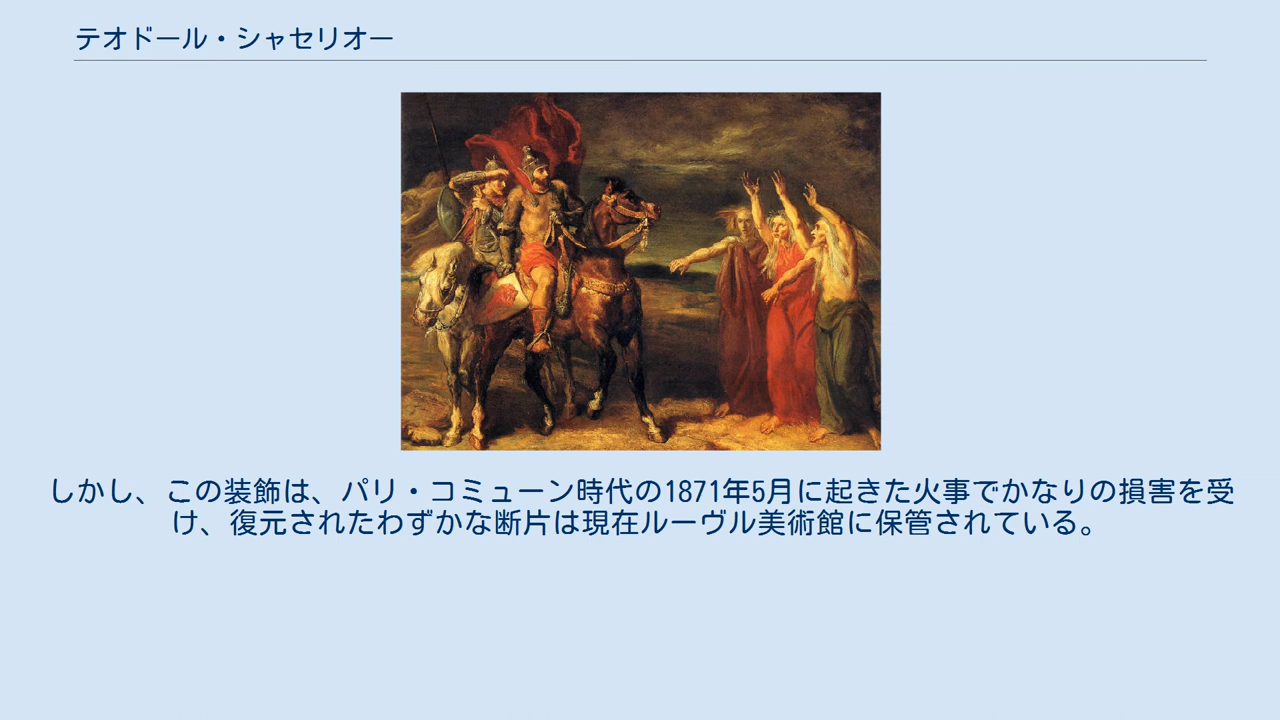 テオドール・シャセリオー
しかし、この装飾は、パリ・コミューン時代の1871年5月に起きた火事でかなりの損害を受
け、復元されたわずかな断片は現在ルーヴル美術館に保管されている。